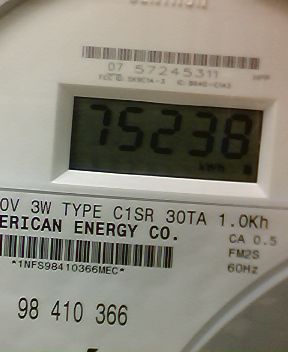 07 57245311
75238
kWh
0V 3W TYPE C1SR 30TA 1.0Kh
ERICAN ENERGY CO.
CA 0.5
FM2S
60Hz
*1NFS98410366MEC*
98 410 366